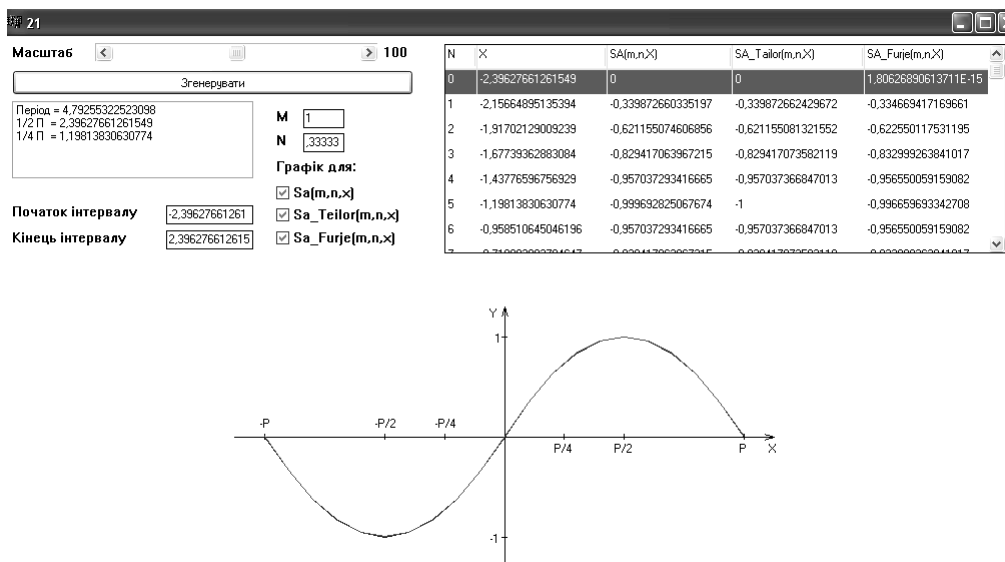 21
Масштаб 100
Згенерувати
Період = 4,79255322523098
1/2 П = 2,39627661261549
1/4 П = 1,19813830630774
M 1
N ,33333
Графік для:
Sa(m,n,x)
Sa_Teilor(m,n,x)
Sa_Furje(m,n,x)
Початок інтервалу -2,39627661261
Кінець інтервалу 2,396276612615
N X SA(m,n,X) SA_Tailor(m,n,X) SA_Furje(m,n,X)
0 -2,39627661261549 0 0 1,80626890613711E-15
1 -2,15664895135394 -0,339872660335197 -0,339872662429672 -0,334669417169661
2 -1,91702129009239 -0,621155074606856 -0,621155081321552 -0,622550117531195
3 -1,67739362883084 -0,829417063967215 -0,829417073582119 -0,832999263841017
4 -1,43776596756929 -0,957037293416665 -0,957037366847013 -0,956550059159082
5 -1,19813830630774 -0,999692825067674 -1 -0,996659693342708
6 -0,958510645046196 -0,957037293416665 -0,957037366847013 -0,956550059159082
Y
1
-P -P/2 -P/4
P/4 P/2 P X
-1